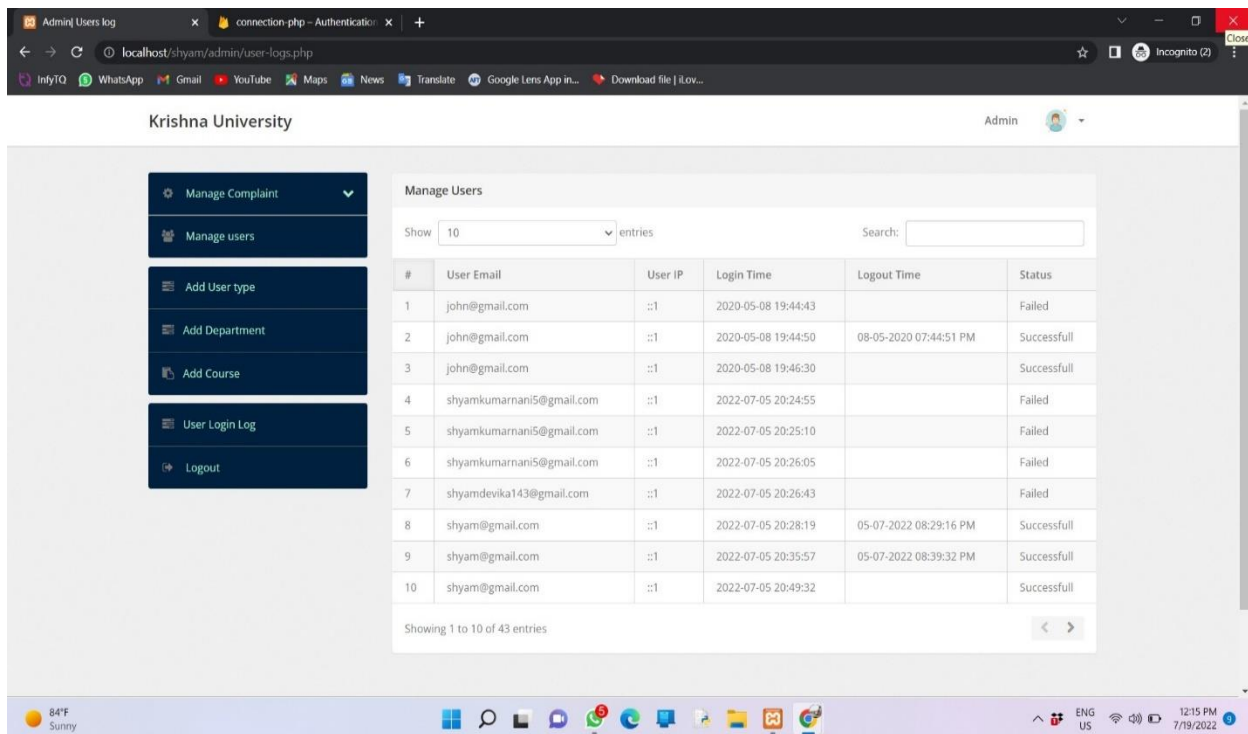 Admin| Users log
connection-php – Authentication
Close
localhost/shyam/admin/user-logs.php
Incognito (2)
InfyTQ WhatsApp Gmail YouTube Maps News Translate Google Lens App in... Download file | iLov...
Krishna University
Admin
Manage Complaint
Manage users
Add User type
Add Department
Add Course
User Login Log
Logout
Manage Users
Show 10 entries Search:
# User Email User IP Login Time Logout Time Status
1 john@gmail.com ::1 2020-05-08 19:44:43 Failed
2 john@gmail.com ::1 2020-05-08 19:44:50 08-05-2020 07:44:51 PM Successfull
3 john@gmail.com ::1 2020-05-08 19:46:30 Successfull
4 shyamkumarnani5@gmail.com ::1 2022-07-05 20:24:55 Failed
5 shyamkumarnani5@gmail.com ::1 2022-07-05 20:25:10 Failed
6 shyamkumarnani5@gmail.com ::1 2022-07-05 20:26:05 Failed
7 shyamdevika143@gmail.com ::1 2022-07-05 20:26:43 Failed
8 shyam@gmail.com ::1 2022-07-05 20:28:19 05-07-2022 08:29:16 PM Successfull
9 shyam@gmail.com ::1 2022-07-05 20:35:57 05-07-2022 08:39:32 PM Successfull
10 shyam@gmail.com ::1 2022-07-05 20:49:32 Successfull
Showing 1 to 10 of 43 entries
84°F
Sunny
ENG
US
12:15 PM
7/19/2022